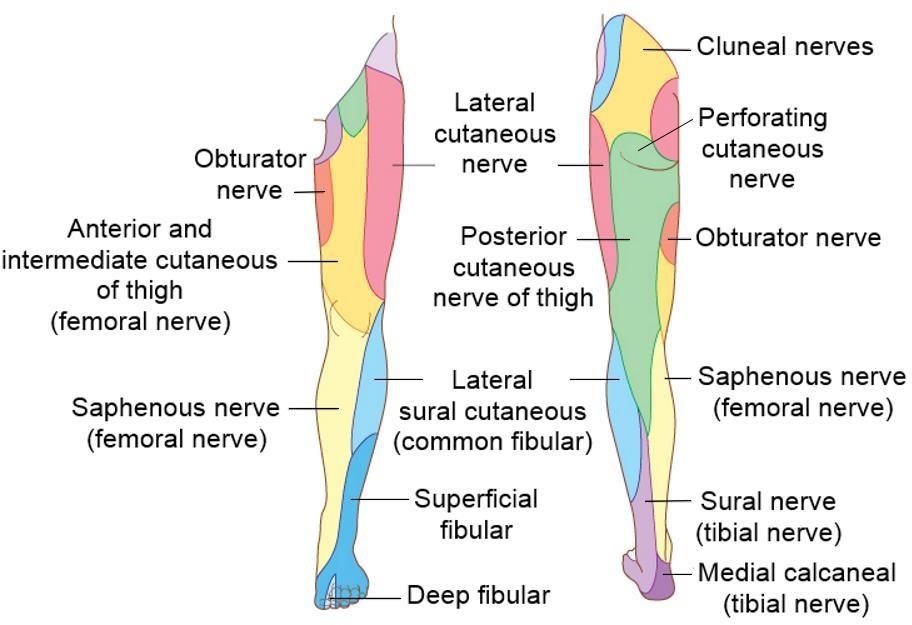 Cluneal nerves
Lateral
cutaneous
nerve
Perforating
cutaneous
nerve
Obturator
nerve
Anterior and
intermediate cutaneous
of thigh
(femoral nerve)
Posterior
cutaneous
nerve of thigh
Obturator nerve
Saphenous nerve
(femoral nerve)
Lateral
sural cutaneous
(common fibular)
Saphenous nerve
(femoral nerve)
Superficial
fibular
Sural nerve
(tibial nerve)
Deep fibular
Medial calcaneal
(tibial nerve)